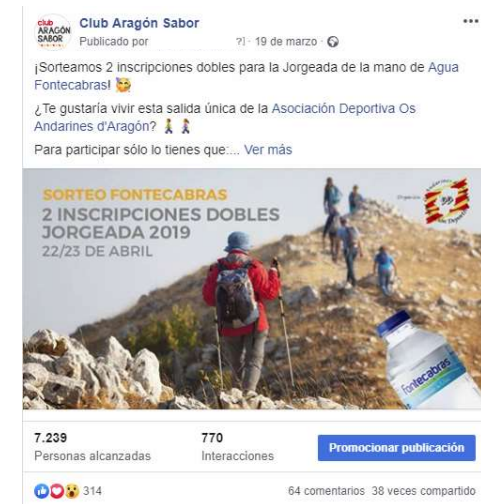 club
ARAGÓN
SABOR
Club Aragón Sabor
Publicado por
?] · 19 de marzo ·
¡Sorteamos 2 inscripciones dobles para la Jorgeada de la mano de Agua
Fontecabras! 🥰
¿Te gustaría vivir esta salida única de la Asociación Deportiva Os
Andarines d'Aragón?
Para participar sólo lo tienes que:... Ver más
SORTEO FONTECABRAS
2 INSCRIPCIONES DOBLES
JORGEADA 2019
22/23 DE ABRIL
fontecabras
7.239
Personas alcanzadas
770
Interacciones
Promocionar publicación
314
64 comentarios 38 veces compartido